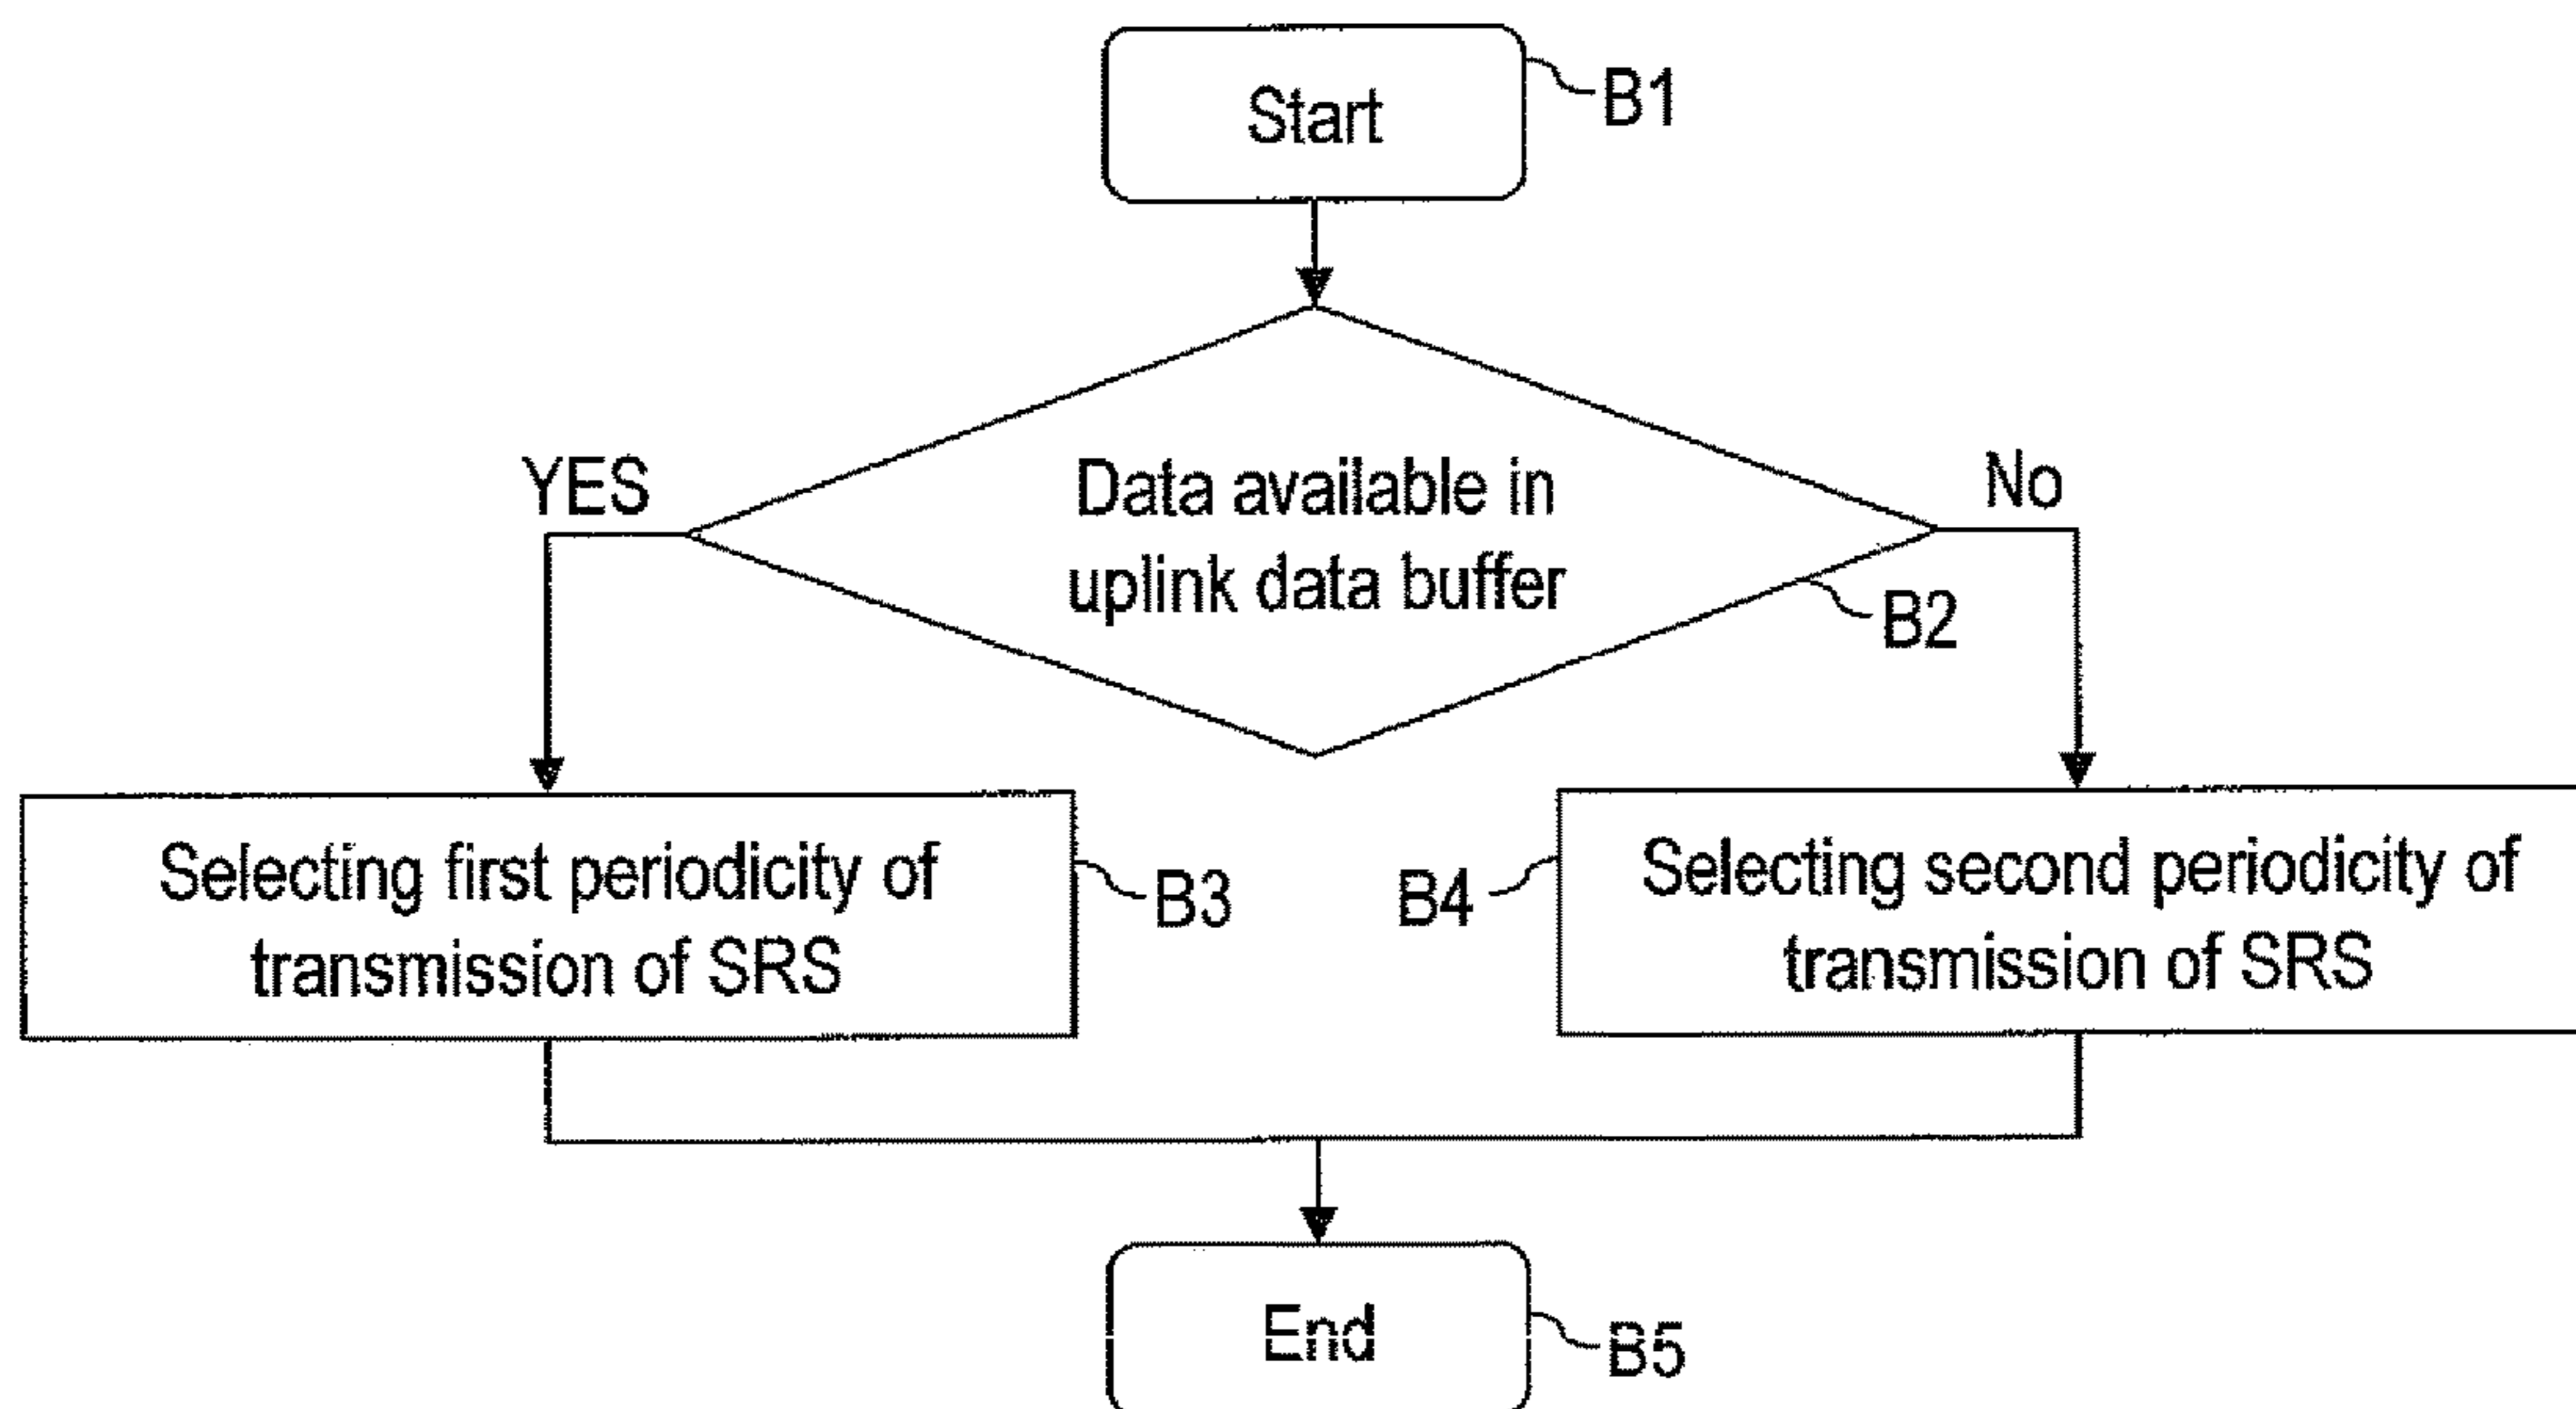 Start
B1
YES
Data available in
uplink data buffer
No
B2
Selecting first periodicity of
transmission of SRS
B3
B4
Selecting second periodicity of
transmission of SRS
End
B5